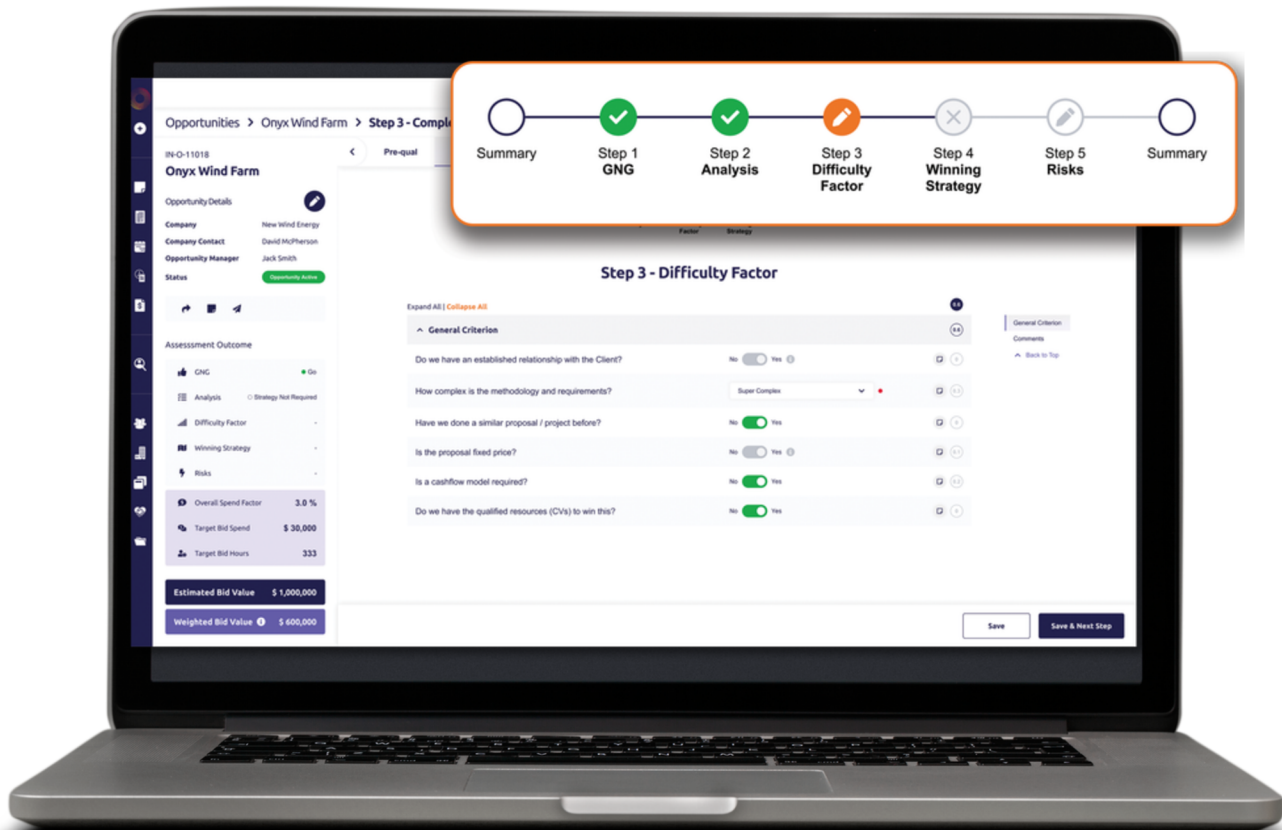 Summary
Step 1
GNG
Step 2
Analysis
Step 3
Difficulty
Factor
Step 4
Winning
Strategy
Step 5
Risks
Summary
Opportunities > Onyx Wind Farm > Step 3 - Comple
IN-O-11018
Onyx Wind Farm
Opportunity Details
Company New Wind Energy
Company Contact David McPherson
Opportunity Manager Jack Smith
Status Opportunity Active
Assesssment Outcome
GNG Go
Analysis Strategy Not Required
Difficulty Factor -
Winning Strategy -
Risks -
Overall Spend Factor 3.0 %
Target Bid Spend $ 30,000
Target Bid Hours 333
Estimated Bid Value $ 1,000,000
Weighted Bid Value $ 600,000
Pre-qual
Factor Strategy
Step 3 - Difficulty Factor
Expand All | Collapse All
General Criterion
Do we have an established relationship with the Client? No Yes
How complex is the methodology and requirements? Super Complex
Have we done a similar proposal / project before? No Yes
Is the proposal fixed price? No Yes
Is a cashflow model required? No Yes
Do we have the qualified resources (CVs) to win this? No Yes
General Criterion
Comments
Back to Top
Save
Save & Next Step